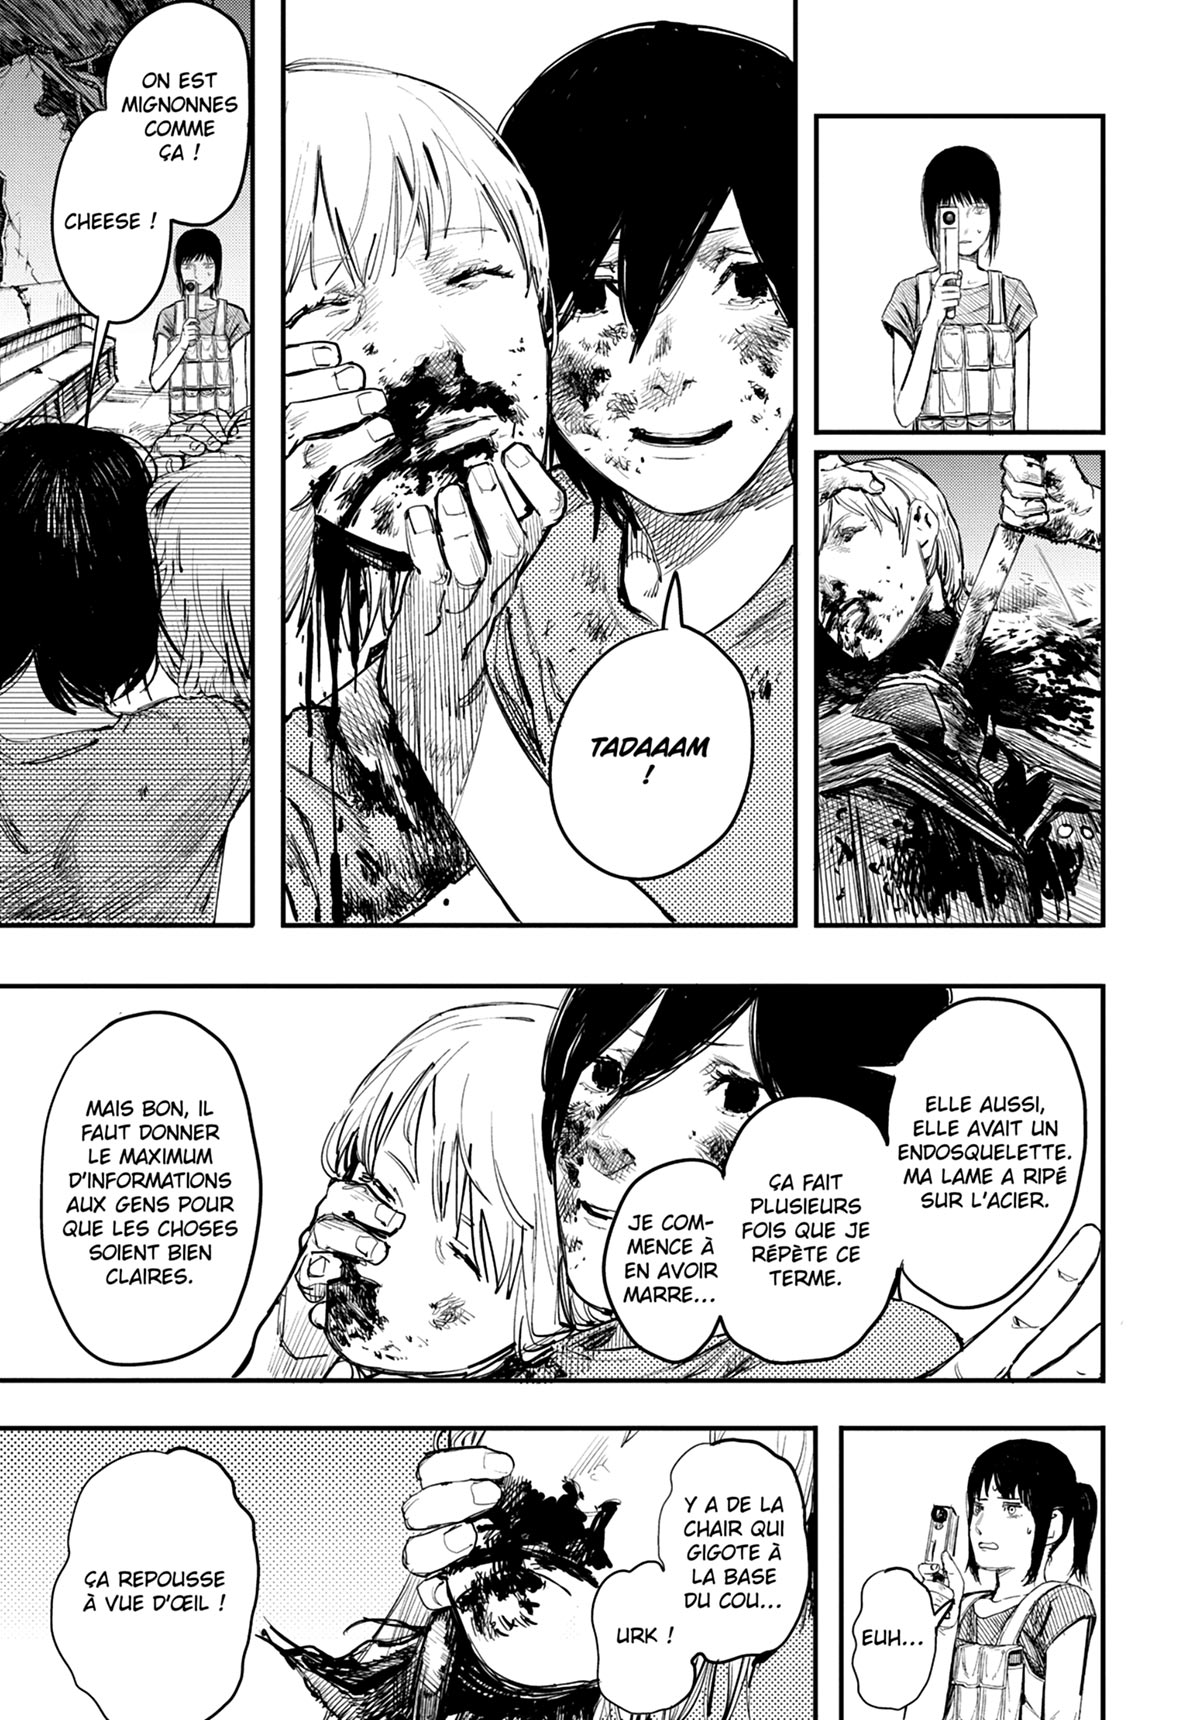 TADAAAM
!
ON EST
MIGNONNES
COMME
ÇA !
CHEESE !
ELLE AUSSI,
ELLE AVAIT UN
ENDOSQUELETTE.
MA LAME A RIPÉ
SUR L'ACIER.
ÇA FAIT
PLUSIEURS
FOIS QUE JE
RÉPÈTE CE
TERME.
JE COM-
MENCE À
EN AVOIR
MARRE...
MAIS BON, IL
FAUT DONNER
LE MAXIMUM
D'INFORMATIONS
AUX GENS POUR
QUE LES CHOSES
SOIENT BIEN
CLAIRES.
EUH...
Y A DE LA
CHAIR QUI
GIGOTE À
LA BASE
DU COU...
URK !
ÇA REPOUSSE
À VUE D'ŒIL !